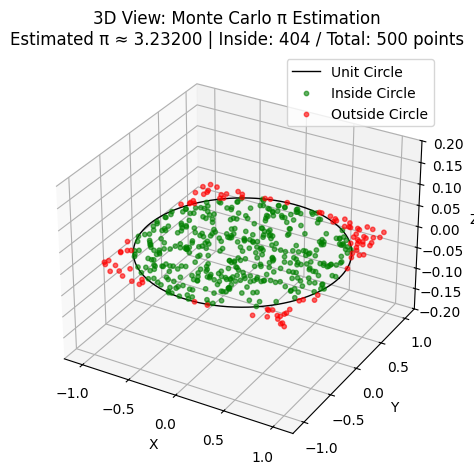 3D View: Monte Carlo π Estimation
Estimated π ≈ 3.23200 | Inside: 404 / Total: 500 points
Unit Circle
Inside Circle
Outside Circle
0.20
0.15
0.10
0.05
0.00
−0.05
−0.10
−0.15
−0.20
Z
−1.0
−0.5
0.0
0.5
1.0
X
−1.0
−0.5
0.0
0.5
1.0
Y